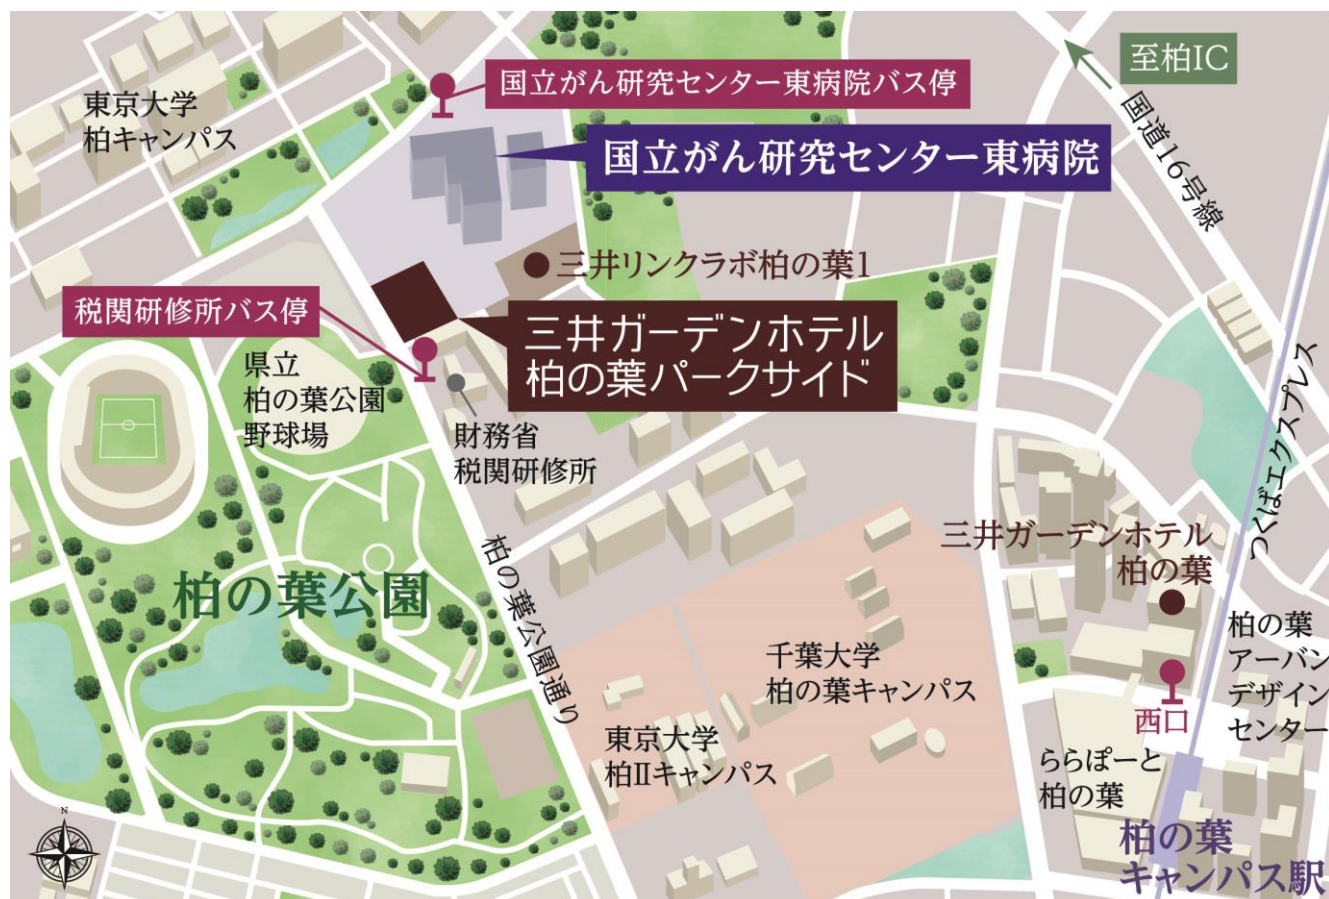 国立がん研究センター東病院バス停
至柏IC
東京大学
柏キャンパス
国道16号線
国立がん研究センター東病院
三井リンクラボ柏の葉1
税関研修所バス停
三井ガーデンホテル
柏の葉パークサイド
県立
柏の葉公園
野球場
財務省
税関研修所
つくばエクスプレス
柏の葉公園
柏の葉公園通り
三井ガーデンホテル
柏の葉
千葉大学
柏の葉キャンパス
柏の葉
アーバン
デザイン
センター
西口
東京大学
柏IIキャンパス
ららぽーと
柏の葉
N
柏の葉
キャンパス駅